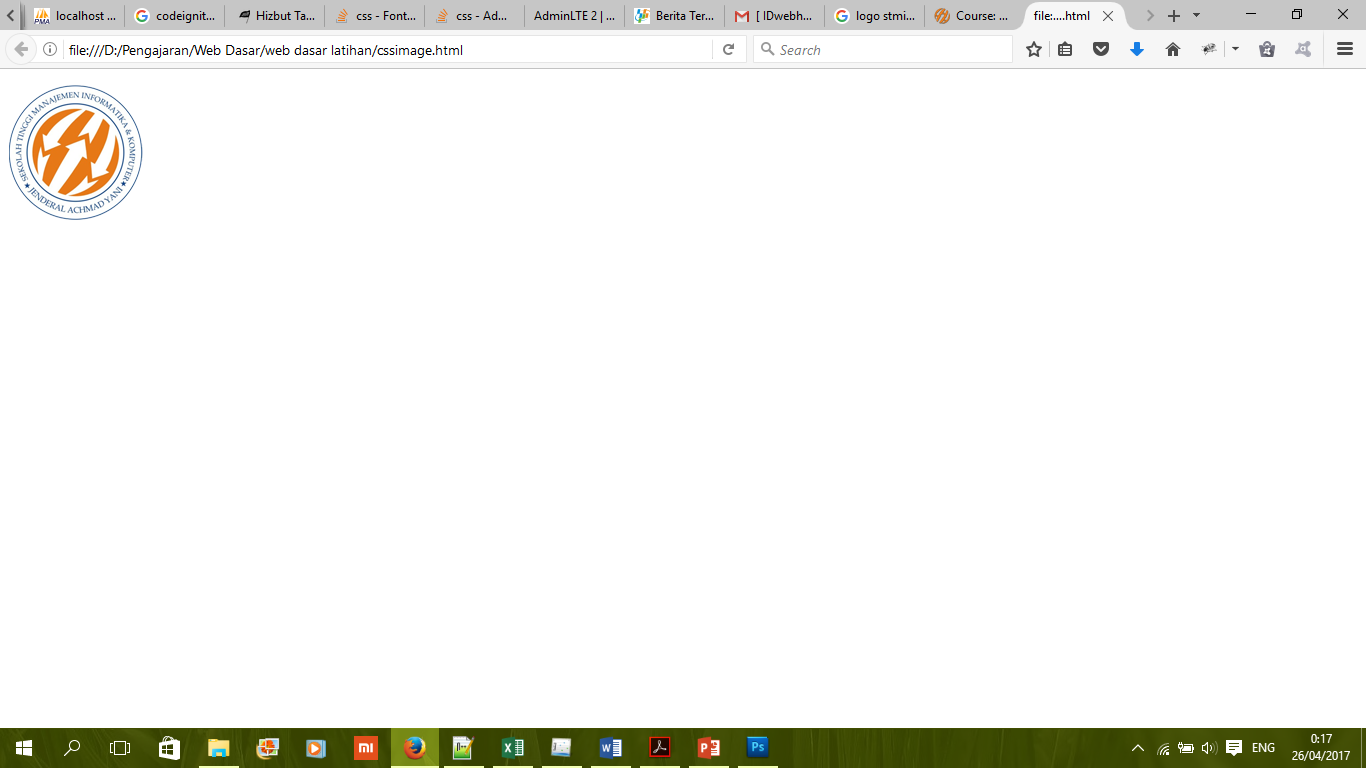 localhost ...
codeignit...
Hizbut Ta...
css - Font...
css - Ad...
AdminLTE 2 | ...
Berita Ter...
[ IDwebh...
logo stmi...
Course: ...
file:....html
file:///D:/Pengajaran/Web Dasar/web dasar latihan/cssimage.html
Search
SEKOLAH TINGGI MANAJEMEN INFORMATIKA & KOMPUTER
JENDERAL ACHMAD YANI
ENG
0:17
26/04/2017